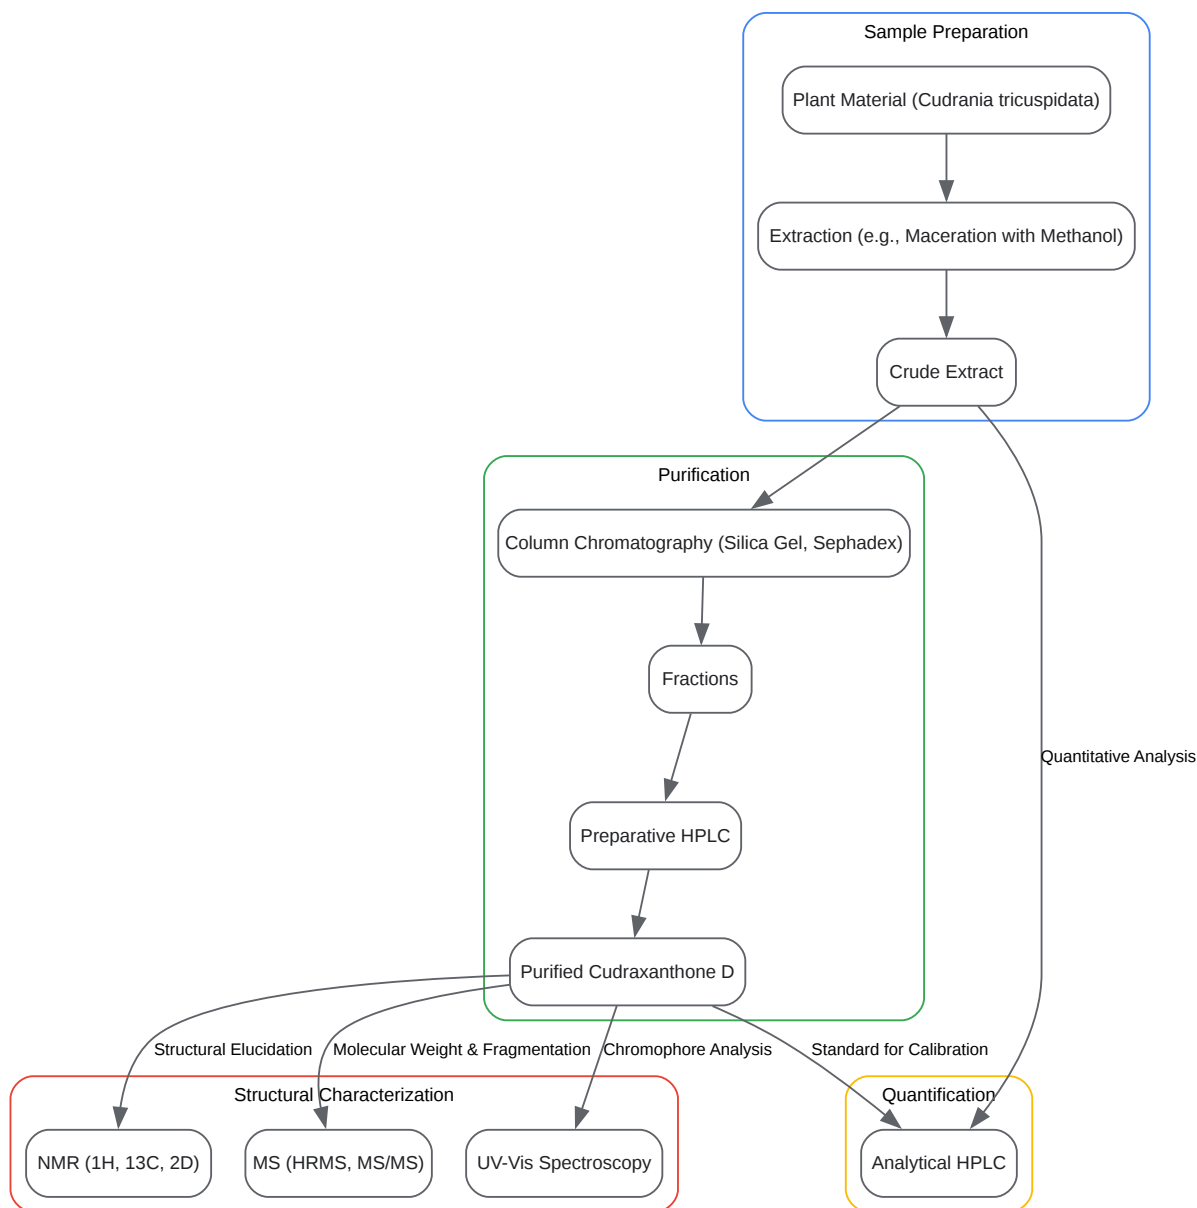 Sample Preparation
Plant Material (Cudrania tricuspidata)
Extraction (e.g., Maceration with Methanol)
Crude Extract
Purification
Column Chromatography (Silica Gel, Sephadex)
Fractions
Quantitative Analysis
Preparative HPLC
Purified Cudraxanthone D
Structural Elucidation
Molecular Weight & Fragmentation
Chromophore Analysis
Standard for Calibration
Structural Characterization
Quantification
NMR (1H, 13C, 2D)
MS (HRMS, MS/MS)
UV-Vis Spectroscopy
Analytical HPLC